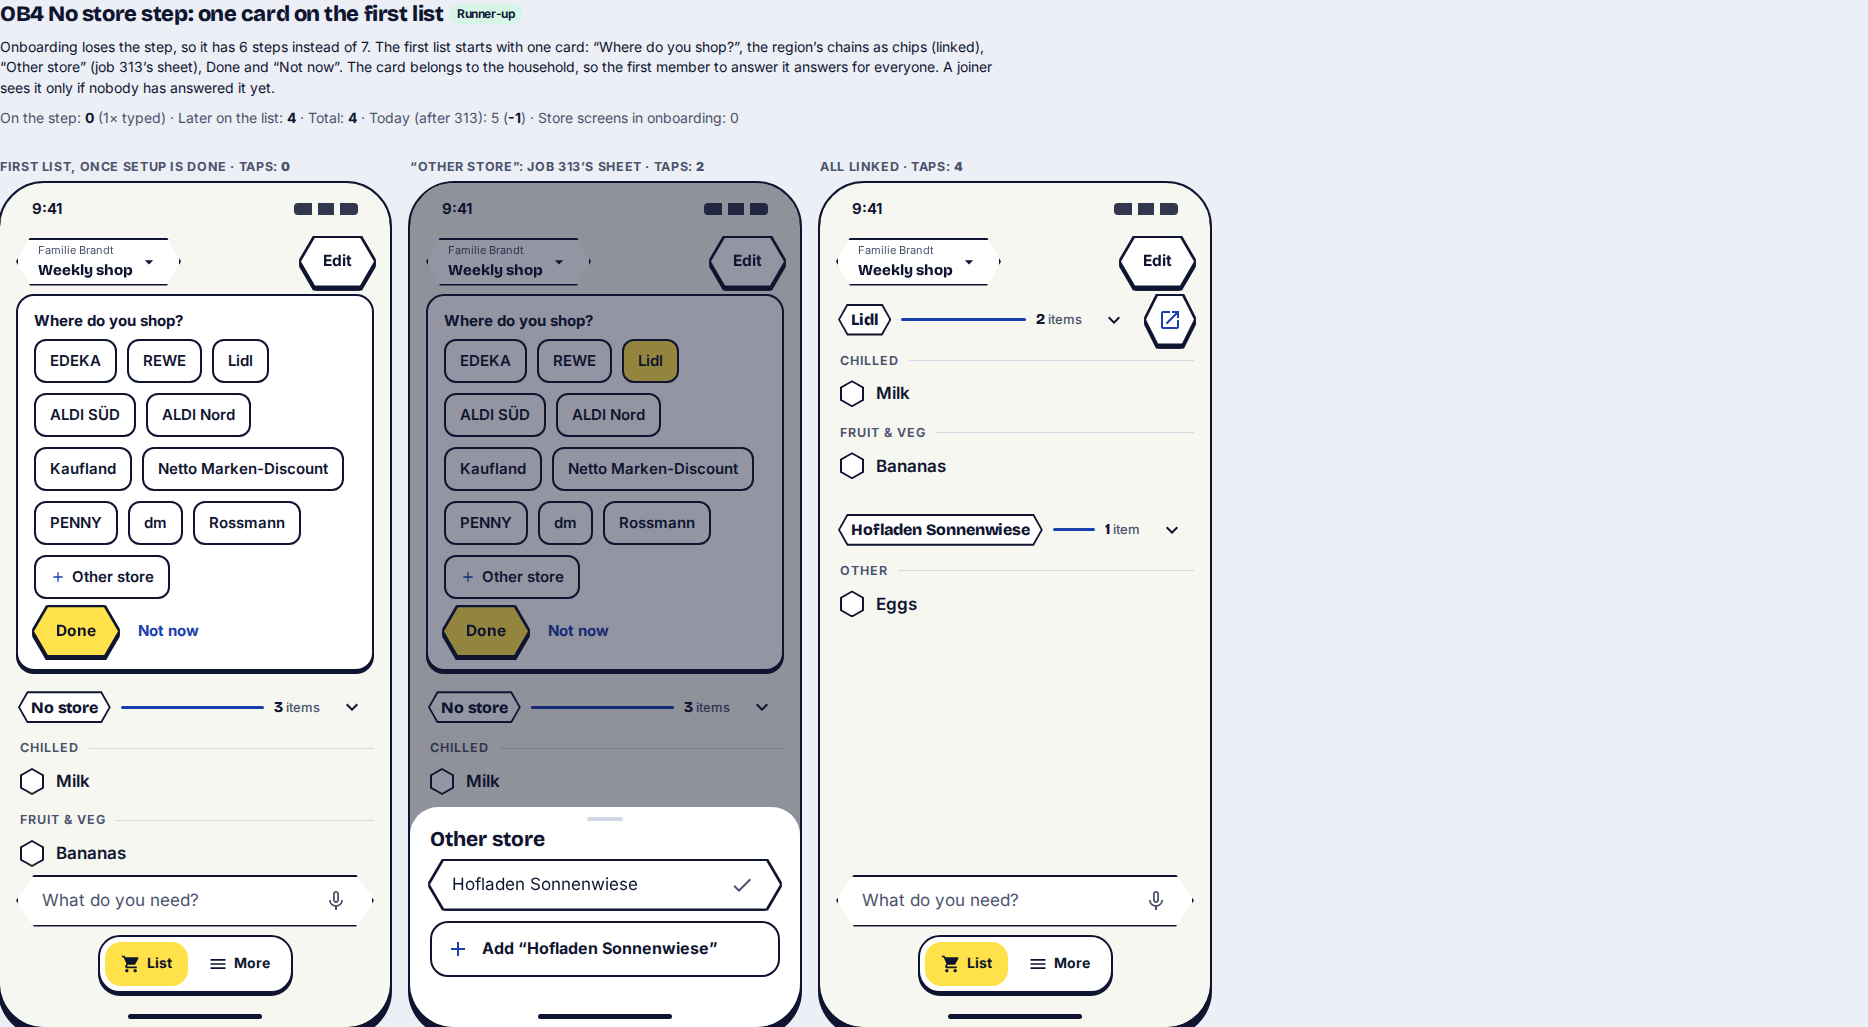 OB4 No store step: one card on the first list Runner-up
Onboarding loses the step, so it has 6 steps instead of 7. The first list starts with one card: “Where do you shop?”, the region’s chains as chips (linked),
“Other store” (job 313’s sheet), Done and “Not now”. The card belongs to the household, so the first member to answer it answers for everyone. A joiner
sees it only if nobody has answered it yet.
On the step: 0 (1× typed) · Later on the list: 4 · Total: 4 · Today (after 313): 5 (-1) · Store screens in onboarding: 0
FIRST LIST, ONCE SETUP IS DONE · TAPS: 0
9:41
Familie Brandt
Weekly shop
Edit
Where do you shop?
EDEKA REWE Lidl
ALDI SÜD ALDI Nord
Kaufland Netto Marken-Discount
PENNY dm Rossmann
+ Other store
Done Not now
No store 3 items
CHILLED
Milk
FRUIT & VEG
Bananas
What do you need?
List More
“OTHER STORE”: JOB 313’S SHEET · TAPS: 2
9:41
Familie Brandt
Weekly shop
Edit
Where do you shop?
EDEKA REWE Lidl
ALDI SÜD ALDI Nord
Kaufland Netto Marken-Discount
PENNY dm Rossmann
+ Other store
Done Not now
No store 3 items
CHILLED
Milk
Other store
Hofladen Sonnenwiese
+ Add “Hofladen Sonnenwiese”
ALL LINKED · TAPS: 4
9:41
Familie Brandt
Weekly shop
Edit
Lidl 2 items
CHILLED
Milk
FRUIT & VEG
Bananas
Hofladen Sonnenwiese 1 item
OTHER
Eggs
What do you need?
List More